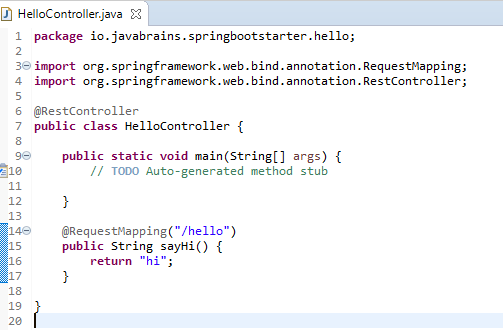 HelloController.java
1 package io.javabrains.springbootstarter.hello;
2
3 import org.springframework.web.bind.annotation.RequestMapping;
4 import org.springframework.web.bind.annotation.RestController;
5
6 @RestController
7 public class HelloController {
8
9 public static void main(String[] args) {
10 // TODO Auto-generated method stub
11
12 }
13
14 @RequestMapping("/hello")
15 public String sayHi() {
16 return "hi";
17 }
18
19 }
20